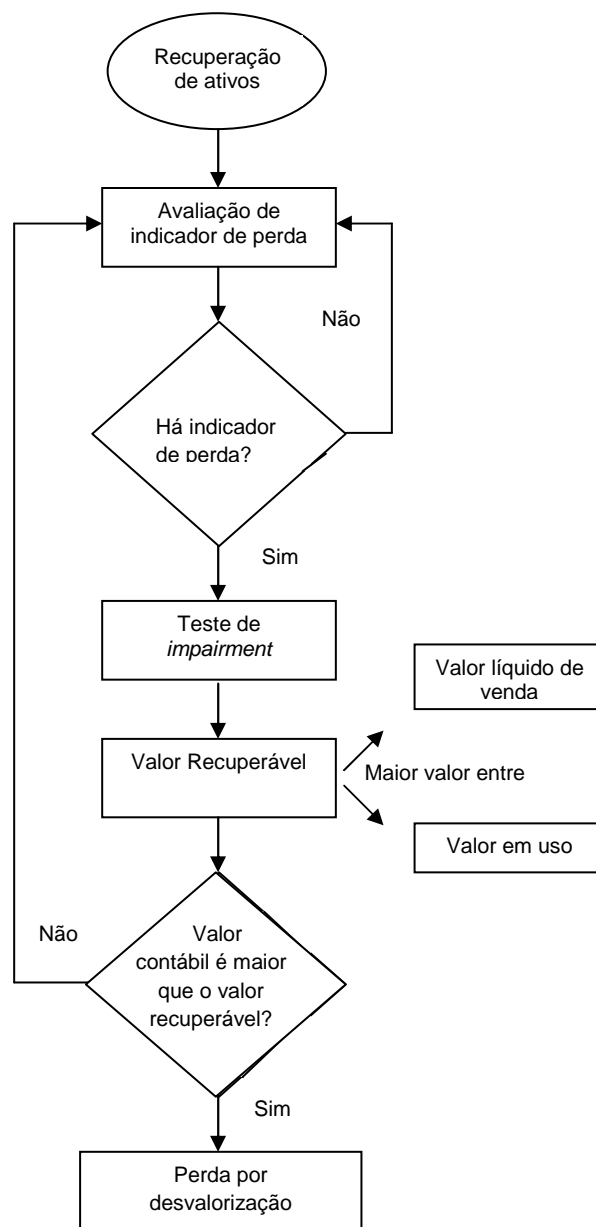 Recuperação
de ativos
Avaliação de
indicador de perda
Não
Há indicador
de perda?
Sim
Teste de
impairment
Valor líquido de
venda
Valor Recuperável
Maior valor entre
Valor em uso
Não
Valor
contábil é maior
que o valor
recuperável?
Sim
Perda por
desvalorização